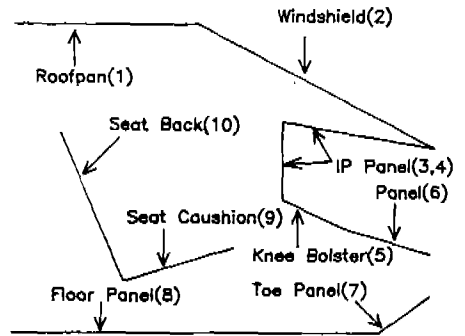 Windshield(2)
Roofpan(1)
Seat Back(10)
IP Panel(3,4)
Panel(6)
Seat Caushion(9)
Knee Bolster(5)
Floor Panel(8)
Toe Panel(7)